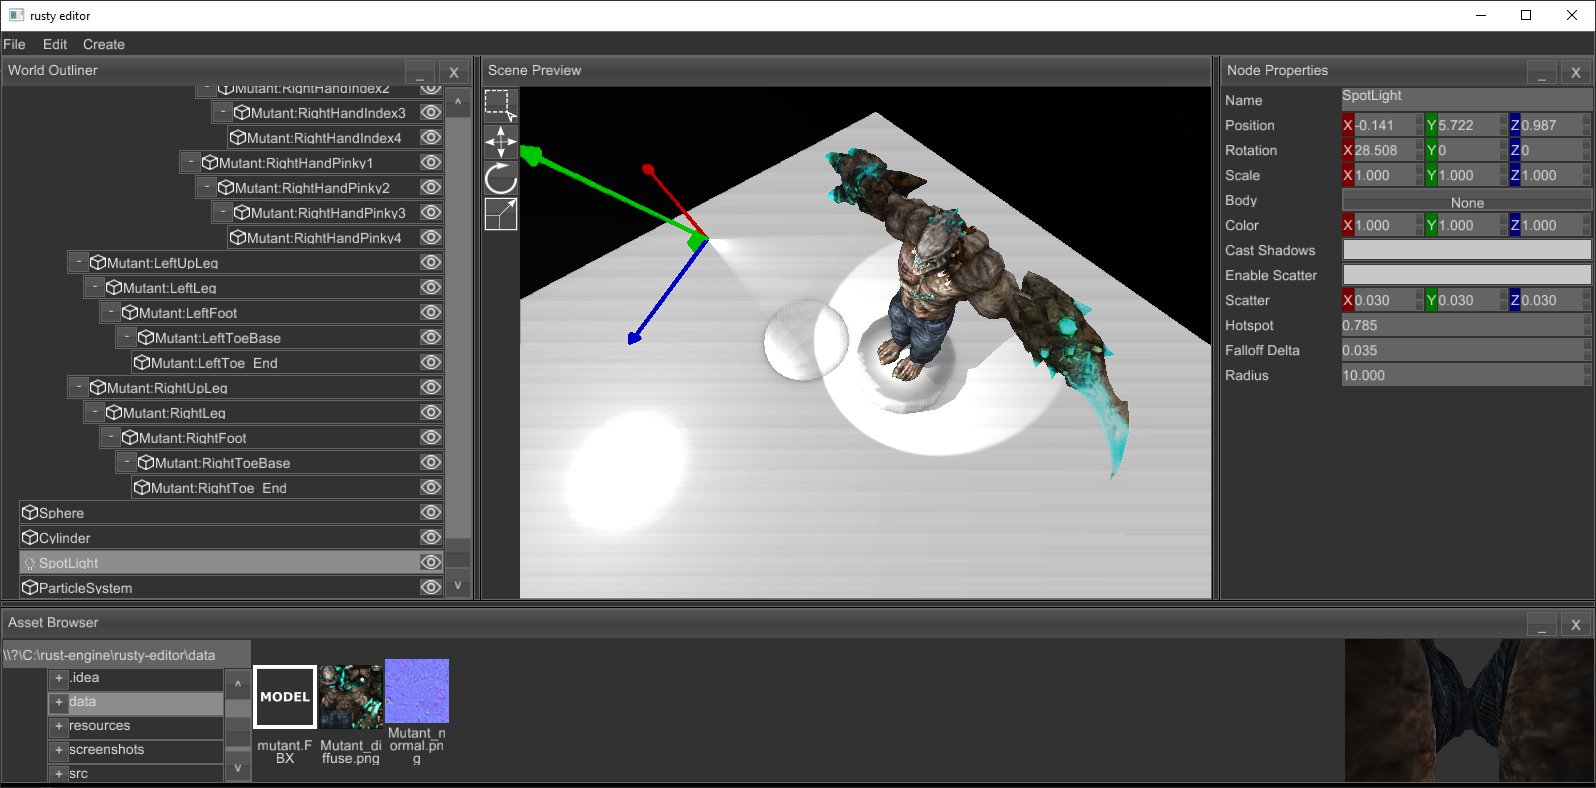 rusty editor
File Edit Create
World Outliner _ X
Mutant:RightHandIndex2
- Mutant:RightHandIndex3
Mutant:RightHandIndex4
- Mutant:RightHandPinky1
- Mutant:RightHandPinky2
- Mutant:RightHandPinky3
Mutant:RightHandPinky4
- Mutant:LeftUpLeg
- Mutant:LeftLeg
- Mutant:LeftFoot
- Mutant:LeftToeBase
Mutant:LeftToe_End
- Mutant:RightUpLeg
- Mutant:RightLeg
- Mutant:RightFoot
- Mutant:RightToeBase
Mutant:RightToe_End
Sphere
Cylinder
SpotLight
ParticleSystem
Scene Preview
Node Properties _ X
Name SpotLight
Position X -0.141 Y 5.722 Z 0.987
Rotation X 28.508 Y 0 Z 0
Scale X 1.000 Y 1.000 Z 1.000
Body None
Color X 1.000 Y 1.000 Z 1.000
Cast Shadows
Enable Scatter
Scatter X 0.030 Y 0.030 Z 0.030
Hotspot 0.785
Falloff Delta 0.035
Radius 10.000
Asset Browser _ X
\\?\C:\rust-engine\rusty-editor\data
+ .idea
+ data
+ resources
+ screenshots
+ src
MODEL
mutant.F
BX
Mutant_di
ffuse.png
Mutant_n
ormal.pn
g